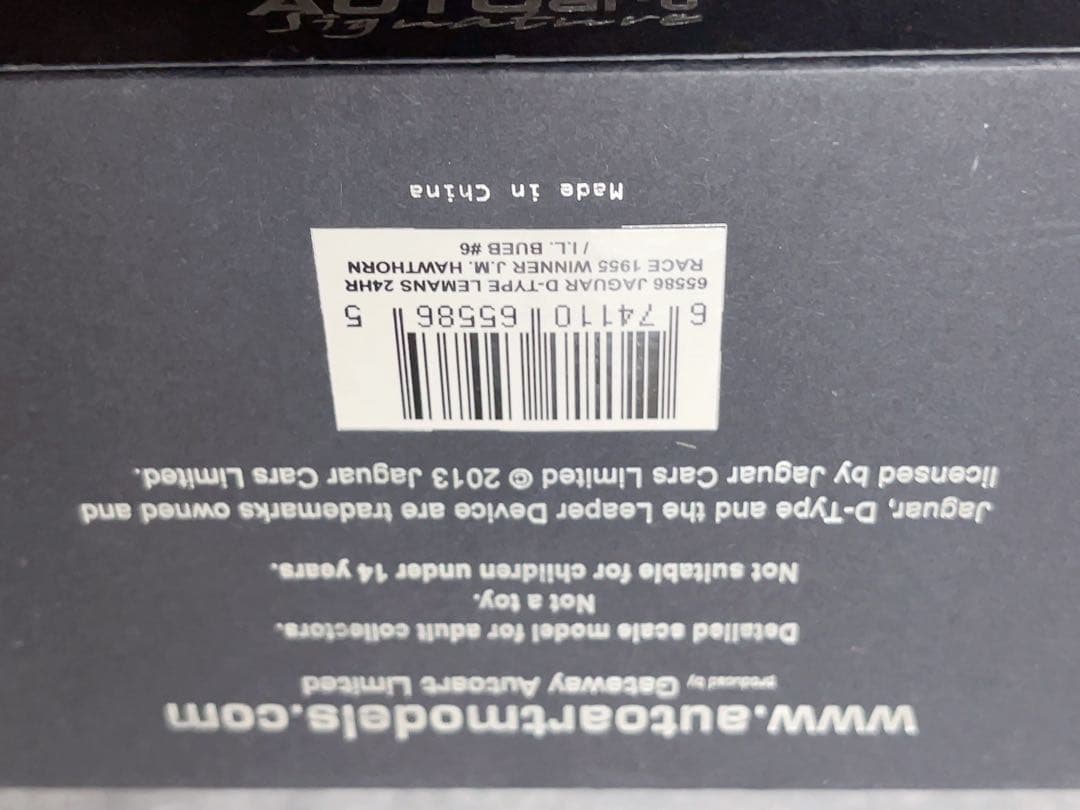 www.autoartmodels.com
produced by Gateway Autoart Limited
Detailed scale model for adult collectors.
Not a toy.
Not suitable for children under 14 years.
Jaguar, D-Type and the Leaper Device are trademarks owned and
licensed by Jaguar Cars Limited © 2013 Jaguar Cars Limited.
6 74110 65586 5
65586 JAGUAR D-TYPE LEMANS 24HR
RACE 1955 WINNER J.M. HAWTHORN
/ I.L. BUEB #6
Made in China
AUTOart
Signature